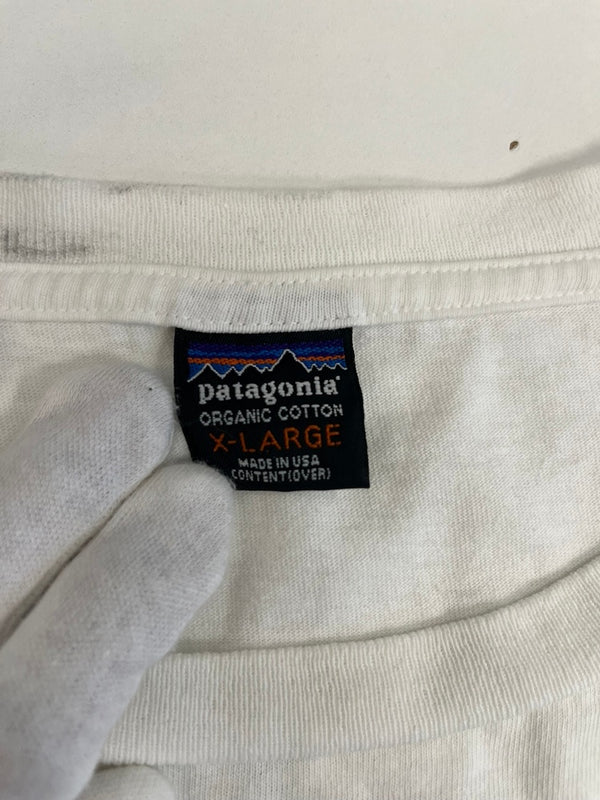 patagonia®
ORGANIC COTTON
X-LARGE
MADE IN USA
CONTENT(OVER)